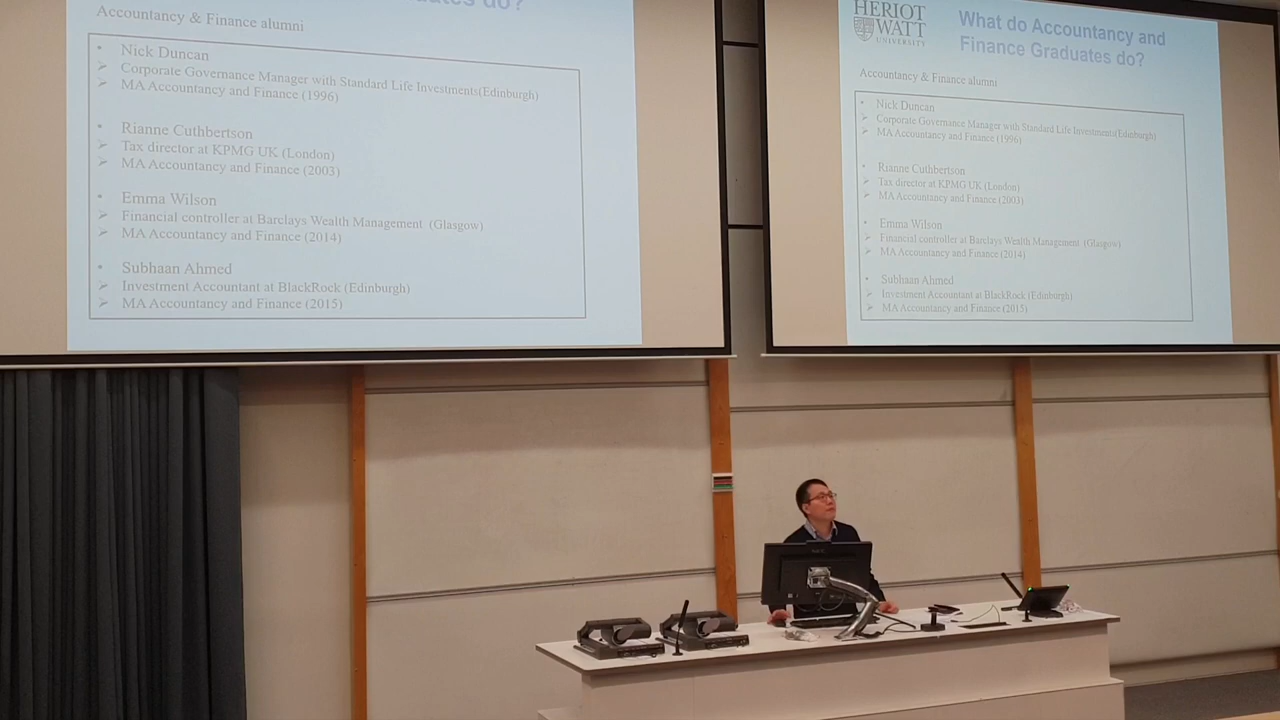 raduates do?
Accountancy & Finance alumni
• Nick Duncan
➢ Corporate Governance Manager with Standard Life Investments(Edinburgh)
➢ MA Accountancy and Finance (1996)
• Rianne Cuthbertson
➢ Tax director at KPMG UK (London)
➢ MA Accountancy and Finance (2003)
• Emma Wilson
➢ Financial controller at Barclays Wealth Management (Glasgow)
➢ MA Accountancy and Finance (2014)
• Subhaan Ahmed
➢ Investment Accountant at BlackRock (Edinburgh)
➢ MA Accountancy and Finance (2015)
HERIOT
WATT
UNIVERSITY
What do Accountancy and
Finance Graduates do?
Accountancy & Finance alumni
• Nick Duncan
➢ Corporate Governance Manager with Standard Life Investments(Edinburgh)
➢ MA Accountancy and Finance (1996)
• Rianne Cuthbertson
➢ Tax director at KPMG UK (London)
➢ MA Accountancy and Finance (2003)
• Emma Wilson
➢ Financial controller at Barclays Wealth Management (Glasgow)
➢ MA Accountancy and Finance (2014)
• Subhaan Ahmed
➢ Investment Accountant at BlackRock (Edinburgh)
➢ MA Accountancy and Finance (2015)